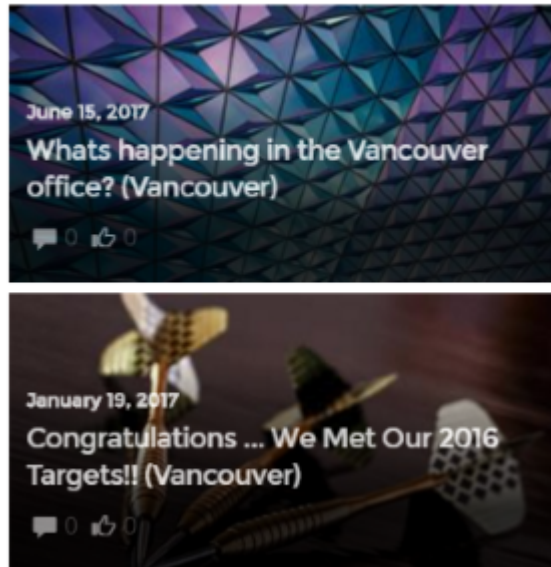 June 15, 2017
Whats happening in the Vancouver
office? (Vancouver)
0 0
January 19, 2017
Congratulations ... We Met Our 2016
Targets!! (Vancouver)
0 0